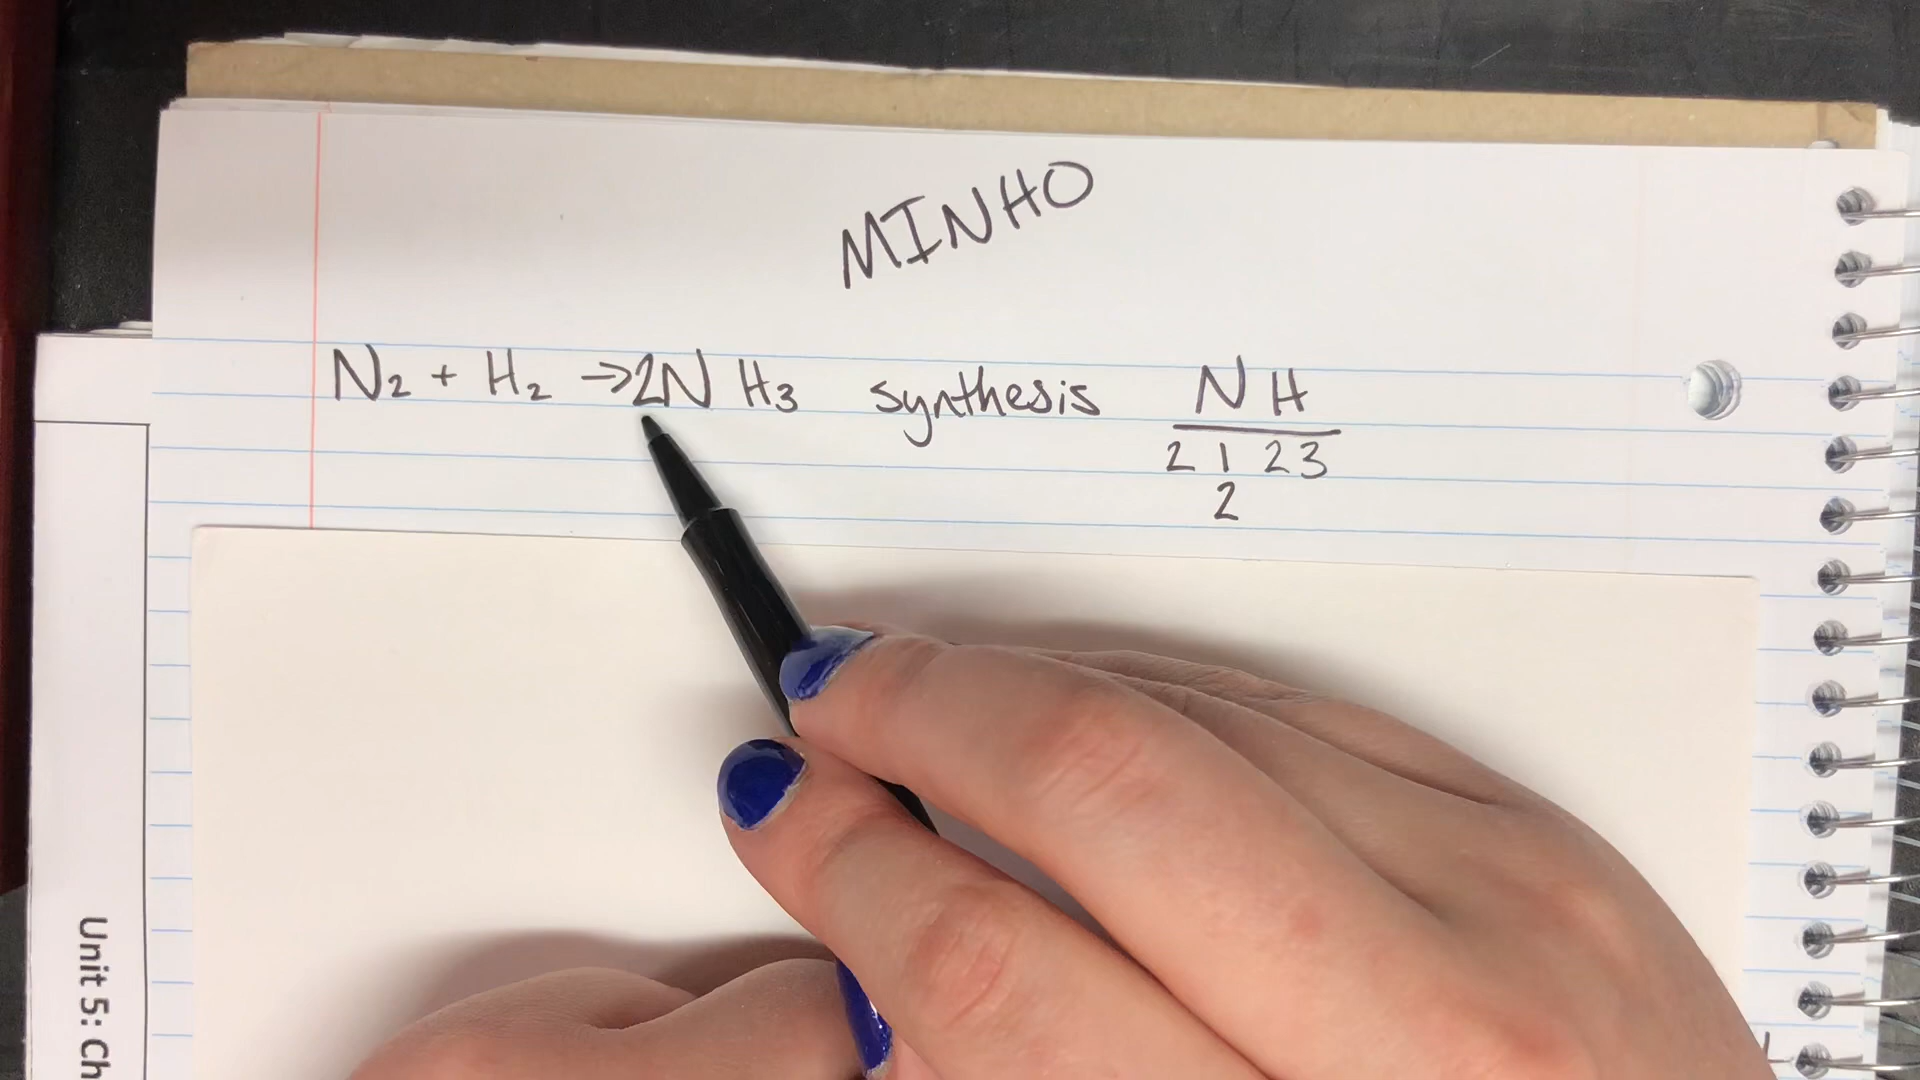 MINHO
N₂ + H₂ → 2N H₃ synthesis N H
2 1 2 3
2
Unit 5: Ch